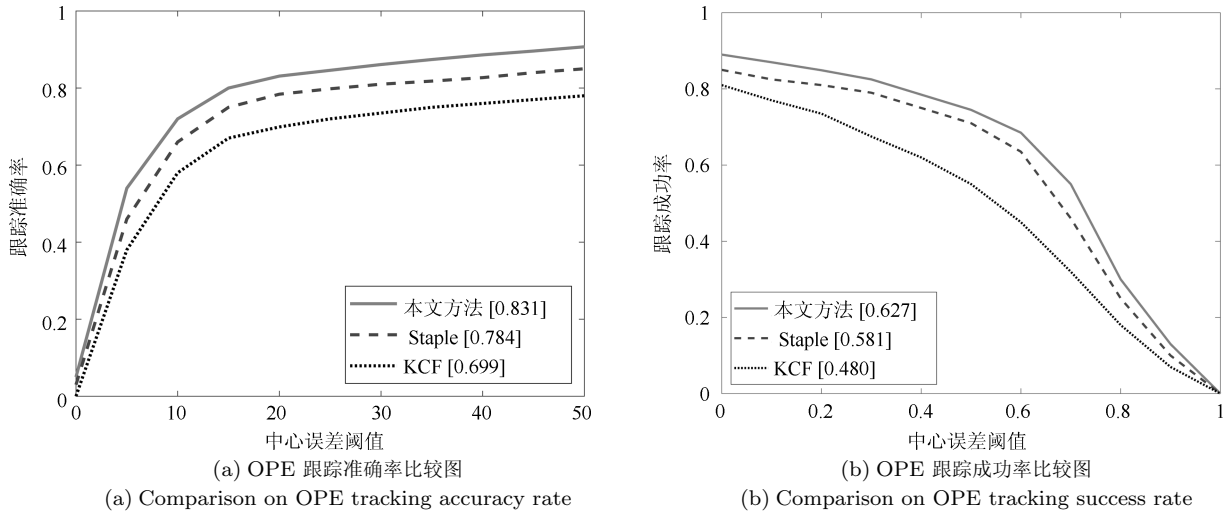 1
0.8
0.6
0.4
0.2
0
跟踪准确率
本文方法 [0.831]
Staple [0.784]
KCF [0.699]
0 10 20 30 40 50
中心误差阈值
(a) OPE 跟踪准确率比较图
(a) Comparison on OPE tracking accuracy rate
1
0.8
0.6
0.4
0.2
0
跟踪成功率
本文方法 [0.627]
Staple [0.581]
KCF [0.480]
0 0.2 0.4 0.6 0.8 1
中心误差阈值
(b) OPE 跟踪成功率比较图
(b) Comparison on OPE tracking success rate